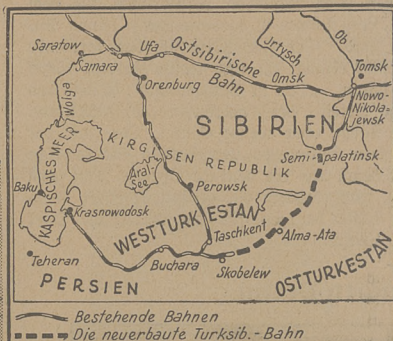 Saratow
Samara
Ufa
Ostsibirische
Bahn
Jrtysch
Ob
Tomsk
Omsk
Nowo-
Nikola-
jewsk
Orenburg
Wolga
SIBIRIEN
KIRGISEN REPUBLIK
Semi-palatinsk
KASPISCHES MEER
Aral
See
Perowsk
Baku
Krasnowodosk
WESTTURKESTAN
Taschkent
Alma-Ata
Teheran
Buchara
Skobelew
OSTTURKESTAN
PERSIEN
Bestehende Bahnen
Die neuerbaute Turksib.-Bahn